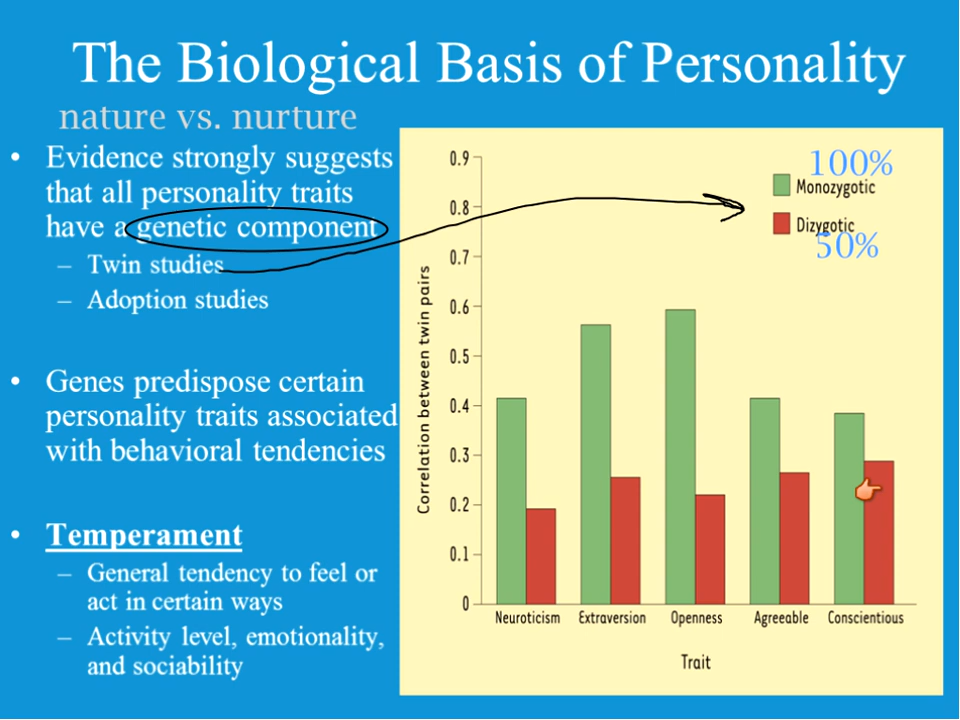 The Biological Basis of Personality
nature vs. nurture
• Evidence strongly suggests
that all personality traits
have a genetic component
– Twin studies
– Adoption studies
• Genes predispose certain
personality traits associated
with behavioral tendencies
• Temperament
– General tendency to feel or
act in certain ways
– Activity level, emotionality,
and sociability
100%
Monozygotic
Dizygotic
50%
Correlation between twin pairs
0.9
0.8
0.7
0.6
0.5
0.4
0.3
0.2
0.1
0
Neuroticism Extraversion Openness Agreeable Conscientious
Trait